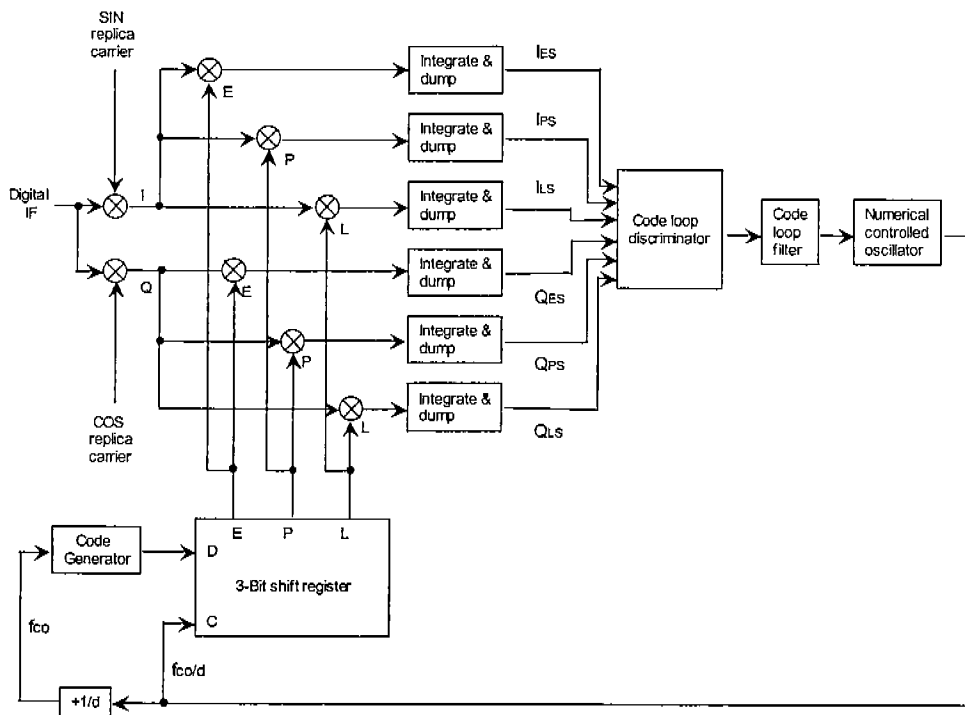 SIN
replica
carrier
E
Integrate &
dump
IES
P
Integrate &
dump
IPS
Digital
IF
I
L
Integrate &
dump
ILS
Code loop
discriminator
Code
loop
filter
Numerical
controlled
oscillator
Q
E
Integrate &
dump
QES
P
Integrate &
dump
QPS
COS
replica
carrier
L
Integrate &
dump
QLS
E P L
Code
Generator
D
3-Bit shift register
C
fco
fco/d
+1/d